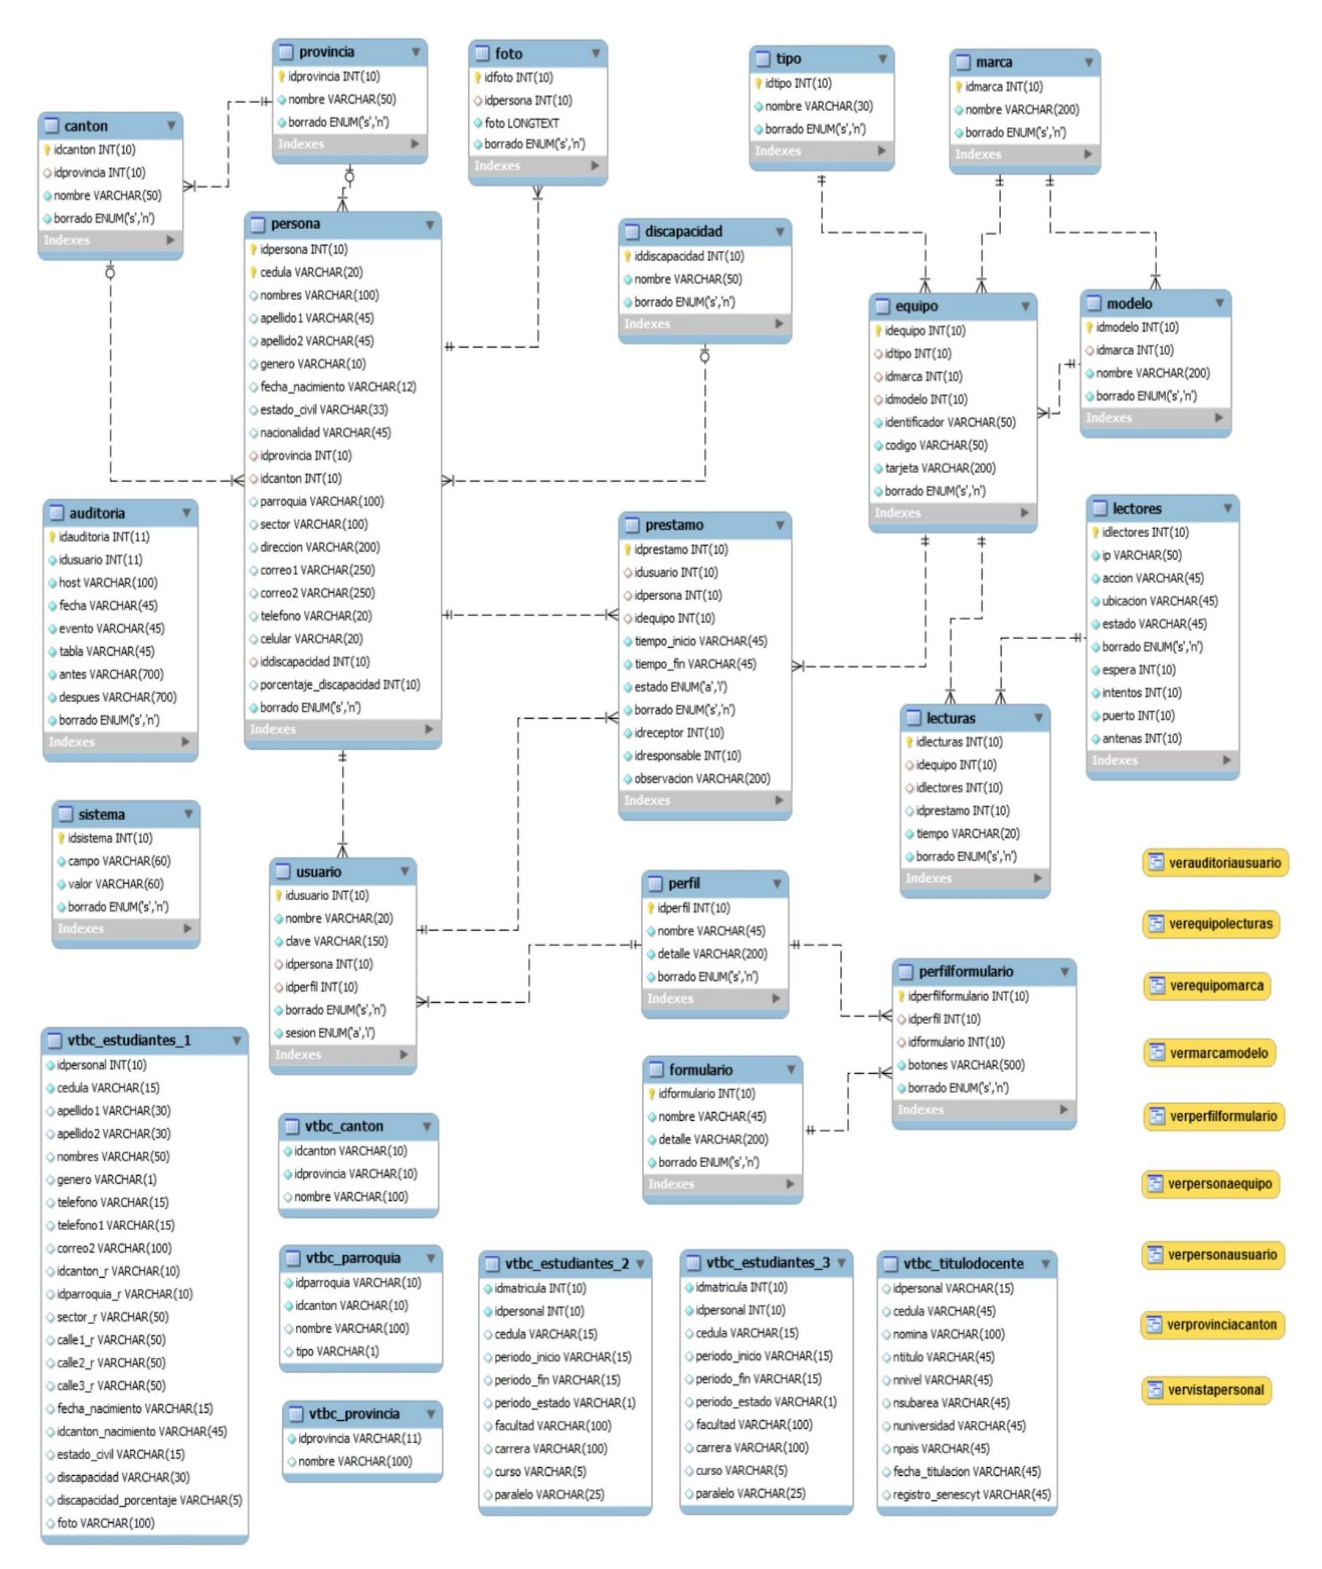 provincia
idprovincia INT(10)
nombre VARCHAR(50)
borrado ENUM('s','n')
Indexes
foto
idfoto INT(10)
idpersona INT(10)
foto LONGTEXT
borrado ENUM('s','n')
Indexes
tipo
idtipo INT(10)
nombre VARCHAR(30)
borrado ENUM('s','n')
Indexes
marca
idmarca INT(10)
nombre VARCHAR(200)
borrado ENUM('s','n')
Indexes
canton
idcanton INT(10)
idprovincia INT(10)
nombre VARCHAR(50)
borrado ENUM('s','n')
Indexes
persona
idpersona INT(10)
cedula VARCHAR(20)
nombres VARCHAR(100)
apellido1 VARCHAR(45)
apellido2 VARCHAR(45)
genero VARCHAR(10)
fecha_nacimiento VARCHAR(12)
estado_civil VARCHAR(33)
nacionalidad VARCHAR(45)
idprovincia INT(10)
idcanton INT(10)
parroquia VARCHAR(100)
sector VARCHAR(100)
direccion VARCHAR(200)
correo1 VARCHAR(250)
correo2 VARCHAR(250)
telefono VARCHAR(20)
celular VARCHAR(20)
iddiscapacidad INT(10)
porcentaje_discapacidad INT(10)
borrado ENUM('s','n')
Indexes
discapacidad
iddiscapacidad INT(10)
nombre VARCHAR(50)
borrado ENUM('s','n')
Indexes
equipo
idequipo INT(10)
idtipo INT(10)
idmarca INT(10)
idmodelo INT(10)
identificador VARCHAR(50)
codigo VARCHAR(50)
tarjeta VARCHAR(200)
borrado ENUM('s','n')
Indexes
modelo
idmodelo INT(10)
idmarca INT(10)
nombre VARCHAR(200)
borrado ENUM('s','n')
Indexes
auditoria
idauditoria INT(11)
idusuario INT(11)
host VARCHAR(100)
fecha VARCHAR(45)
evento VARCHAR(45)
tabla VARCHAR(45)
antes VARCHAR(700)
despues VARCHAR(700)
borrado ENUM('s','n')
Indexes
prestamo
idprestamo INT(10)
idusuario INT(10)
idpersona INT(10)
idequipo INT(10)
tiempo_inicio VARCHAR(45)
tiempo_fin VARCHAR(45)
estado ENUM('a','i')
borrado ENUM('s','n')
idreceptor INT(10)
idresponsable INT(10)
observacion VARCHAR(200)
Indexes
lectores
idlectores INT(10)
ip VARCHAR(50)
accion VARCHAR(45)
ubicacion VARCHAR(45)
estado VARCHAR(45)
borrado ENUM('s','n')
espera INT(10)
intentos INT(10)
puerto INT(10)
antenas INT(10)
Indexes
lecturas
idlecturas INT(10)
idequipo INT(10)
idlectores INT(10)
idprestamo INT(10)
tiempo VARCHAR(20)
borrado ENUM('s','n')
Indexes
sistema
idsistema INT(10)
campo VARCHAR(60)
valor VARCHAR(60)
borrado ENUM('s','n')
Indexes
usuario
idusuario INT(10)
nombre VARCHAR(20)
clave VARCHAR(150)
idpersona INT(10)
idperfil INT(10)
borrado ENUM('s','n')
sesion ENUM('a','i')
Indexes
perfil
idperfil INT(10)
nombre VARCHAR(45)
detalle VARCHAR(200)
borrado ENUM('s','n')
Indexes
perfilformulario
idperfilformulario INT(10)
idperfil INT(10)
idformulario INT(10)
botones VARCHAR(500)
borrado ENUM('s','n')
Indexes
formulario
idformulario INT(10)
nombre VARCHAR(45)
detalle VARCHAR(200)
borrado ENUM('s','n')
Indexes
verauditoriausuario
verequipolecturas
verequipomarca
vermarcamodelo
verperfilformulario
verpersonaequipo
verpersonausuario
verprovinciacanton
vervistapersonal
vtbc_estudiantes_1
idpersonal INT(10)
cedula VARCHAR(15)
apellido1 VARCHAR(30)
apellido2 VARCHAR(30)
nombres VARCHAR(50)
genero VARCHAR(1)
telefono VARCHAR(15)
telefono1 VARCHAR(15)
correo2 VARCHAR(100)
idcanton_r VARCHAR(10)
idparroquia_r VARCHAR(10)
sector_r VARCHAR(50)
calle1_r VARCHAR(50)
calle2_r VARCHAR(50)
calle3_r VARCHAR(50)
fecha_nacimiento VARCHAR(15)
idcanton_nacimiento VARCHAR(45)
estado_civil VARCHAR(15)
discapacidad VARCHAR(30)
discapacidad_porcentaje VARCHAR(5)
foto VARCHAR(100)
vtbc_canton
idcanton VARCHAR(10)
idprovincia VARCHAR(10)
nombre VARCHAR(100)
vtbc_parroquia
idparroquia VARCHAR(10)
idcanton VARCHAR(10)
nombre VARCHAR(100)
tipo VARCHAR(1)
vtbc_provincia
idprovincia VARCHAR(11)
nombre VARCHAR(100)
vtbc_estudiantes_2
idmatricula INT(10)
idpersonal INT(10)
cedula VARCHAR(15)
periodo_inicio VARCHAR(15)
periodo_fin VARCHAR(15)
periodo_estado VARCHAR(1)
facultad VARCHAR(100)
carrera VARCHAR(100)
curso VARCHAR(5)
paralelo VARCHAR(25)
vtbc_estudiantes_3
idmatricula INT(10)
idpersonal INT(10)
cedula VARCHAR(15)
periodo_inicio VARCHAR(15)
periodo_fin VARCHAR(15)
periodo_estado VARCHAR(1)
facultad VARCHAR(100)
carrera VARCHAR(100)
curso VARCHAR(5)
paralelo VARCHAR(25)
vtbc_titulodocente
idpersonal VARCHAR(15)
cedula VARCHAR(45)
nomina VARCHAR(100)
ntitulo VARCHAR(45)
nnivel VARCHAR(45)
nsubarea VARCHAR(45)
nuniversidad VARCHAR(45)
npais VARCHAR(45)
fecha_titulacion VARCHAR(45)
registro_senescyt VARCHAR(45)